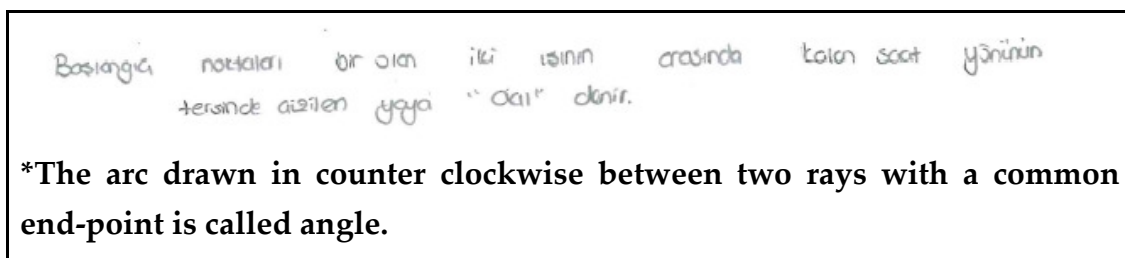 Başlangıç noktaları bir olan iki ışının arasında kalan saat yönünün
tersinde çizilen yaya "açı" denir.
*The arc drawn in counter clockwise between two rays with a common
end-point is called angle.